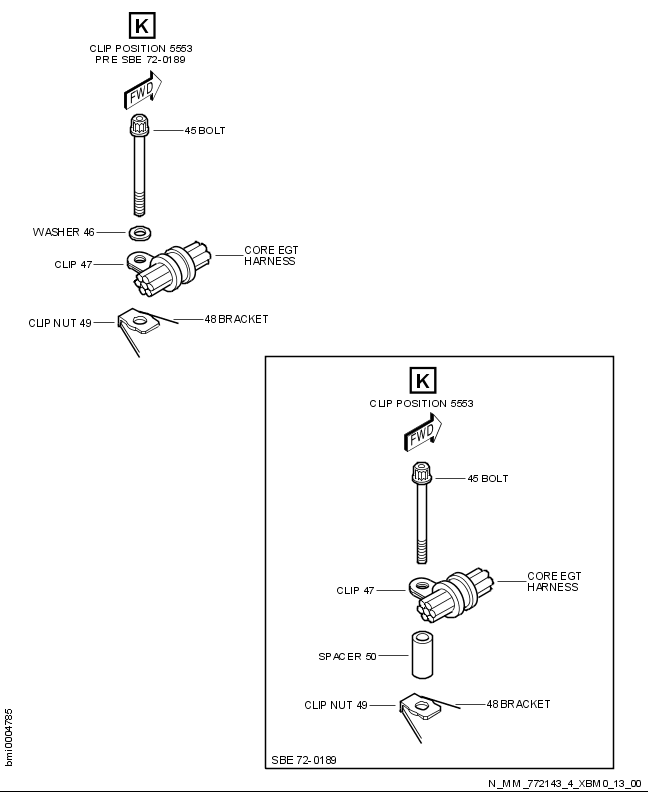 K
CLIP POSITION 5553
PRE SBE 72-0189
FWD
45 BOLT
WASHER 46
CLIP 47
CORE EGT
HARNESS
CLIP NUT 49
48 BRACKET
K
CLIP POSITION 5553
FWD
45 BOLT
CLIP 47
CORE EGT
HARNESS
SPACER 50
CLIP NUT 49
48 BRACKET
SBE 72-0189
bmi0004785
N_MM_772143_4_XBM0_13_00